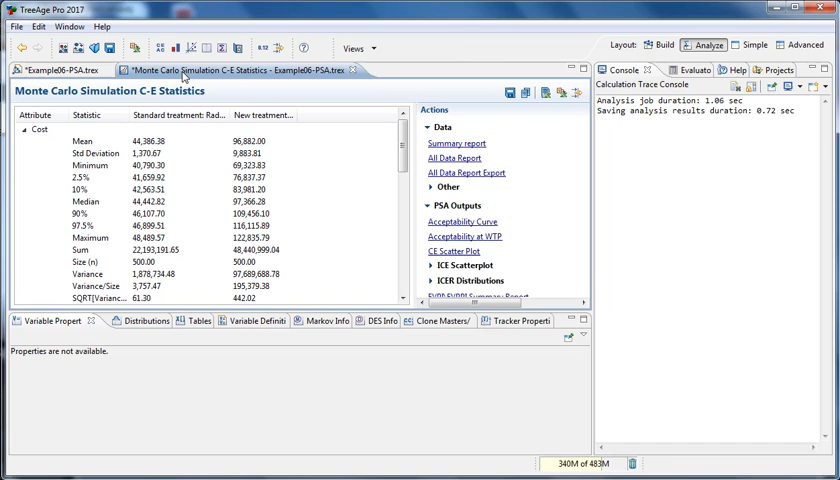 TreeAge Pro 2017
File Edit Window Help
0.12 Views Layout: Build Analyze Simple Advanced
*Example06-PSA.trex *Monte Carlo Simulation C-E Statistics - Example06-PSA.trex
Monte Carlo Simulation C-E Statistics
Attribute Statistic Standard treatment: Rad... New treatment...
Cost
Mean 44,386.38 96,882.00
Std Deviation 1,370.67 9,883.81
Minimum 40,790.30 69,323.83
2.5% 41,659.92 76,837.37
10% 42,563.51 83,981.20
Median 44,442.82 97,366.28
90% 46,107.70 109,456.10
97.5% 46,899.51 116,115.89
Maximum 48,489.57 122,835.79
Sum 22,193,191.65 48,440,999.04
Size (n) 500.00 500.00
Variance 1,878,734.48 97,689,688.78
Variance/Size 3,757.47 195,379.38
SQRT[Varianc... 61.30 442.02
Actions
Data
Summary report
All Data Report
All Data Report Export
Other
PSA Outputs
Acceptability Curve
Acceptability at WTP
CE Scatter Plot
ICE Scatterplot
ICER Distributions
EVPI/EVPPI Summary Report
Console Evaluato Help Projects
Calculation Trace Console
Analysis job duration: 1.06 sec
Saving analysis results duration: 0.72 sec
Variable Propert Distributions Tables Variable Definiti Markov Info DES Info Clone Masters/ Tracker Properti
Properties are not available.
340M of 483M